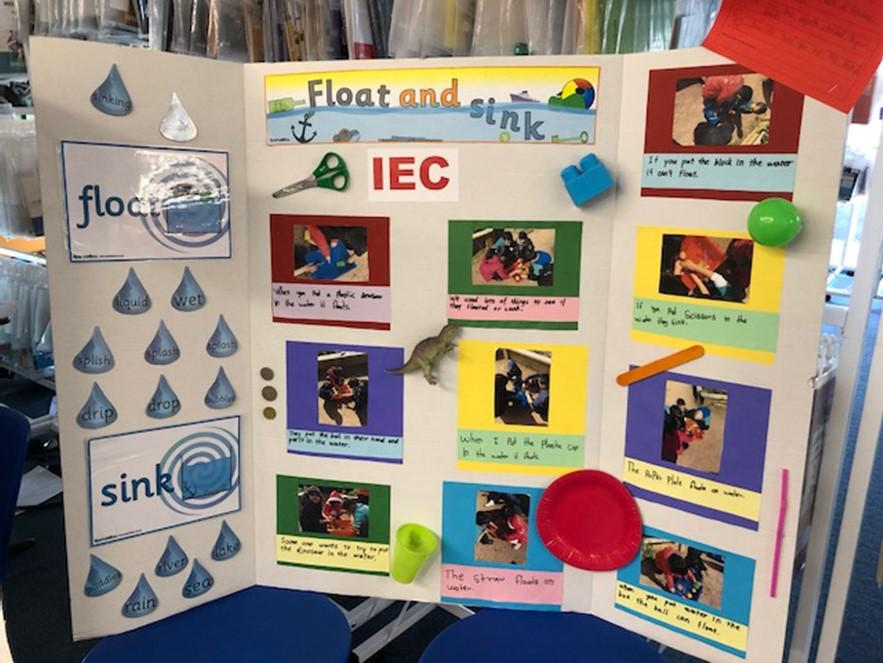 sinking
float
liquid
wet
splish
splash
splosh
drip
drop
bubbles
sink
puddles
river
lake
rain
sea
Float and sink
IEC
When you put a plastic
in the water it floats.
We used lots of things to see if
they floated or sank.
They put the ball in their hand and
put it in the water.
When I Put the Plastic Cup
in the water it floats.
Some one wants to try to put
the dinosaur in the water.
The Straw floats on
water.
If you put the block in the water
it can't float.
If you Put Scissors in the
water they sink.
The PaPer Plate floats on water.
when you put water in the
box the ball can float.